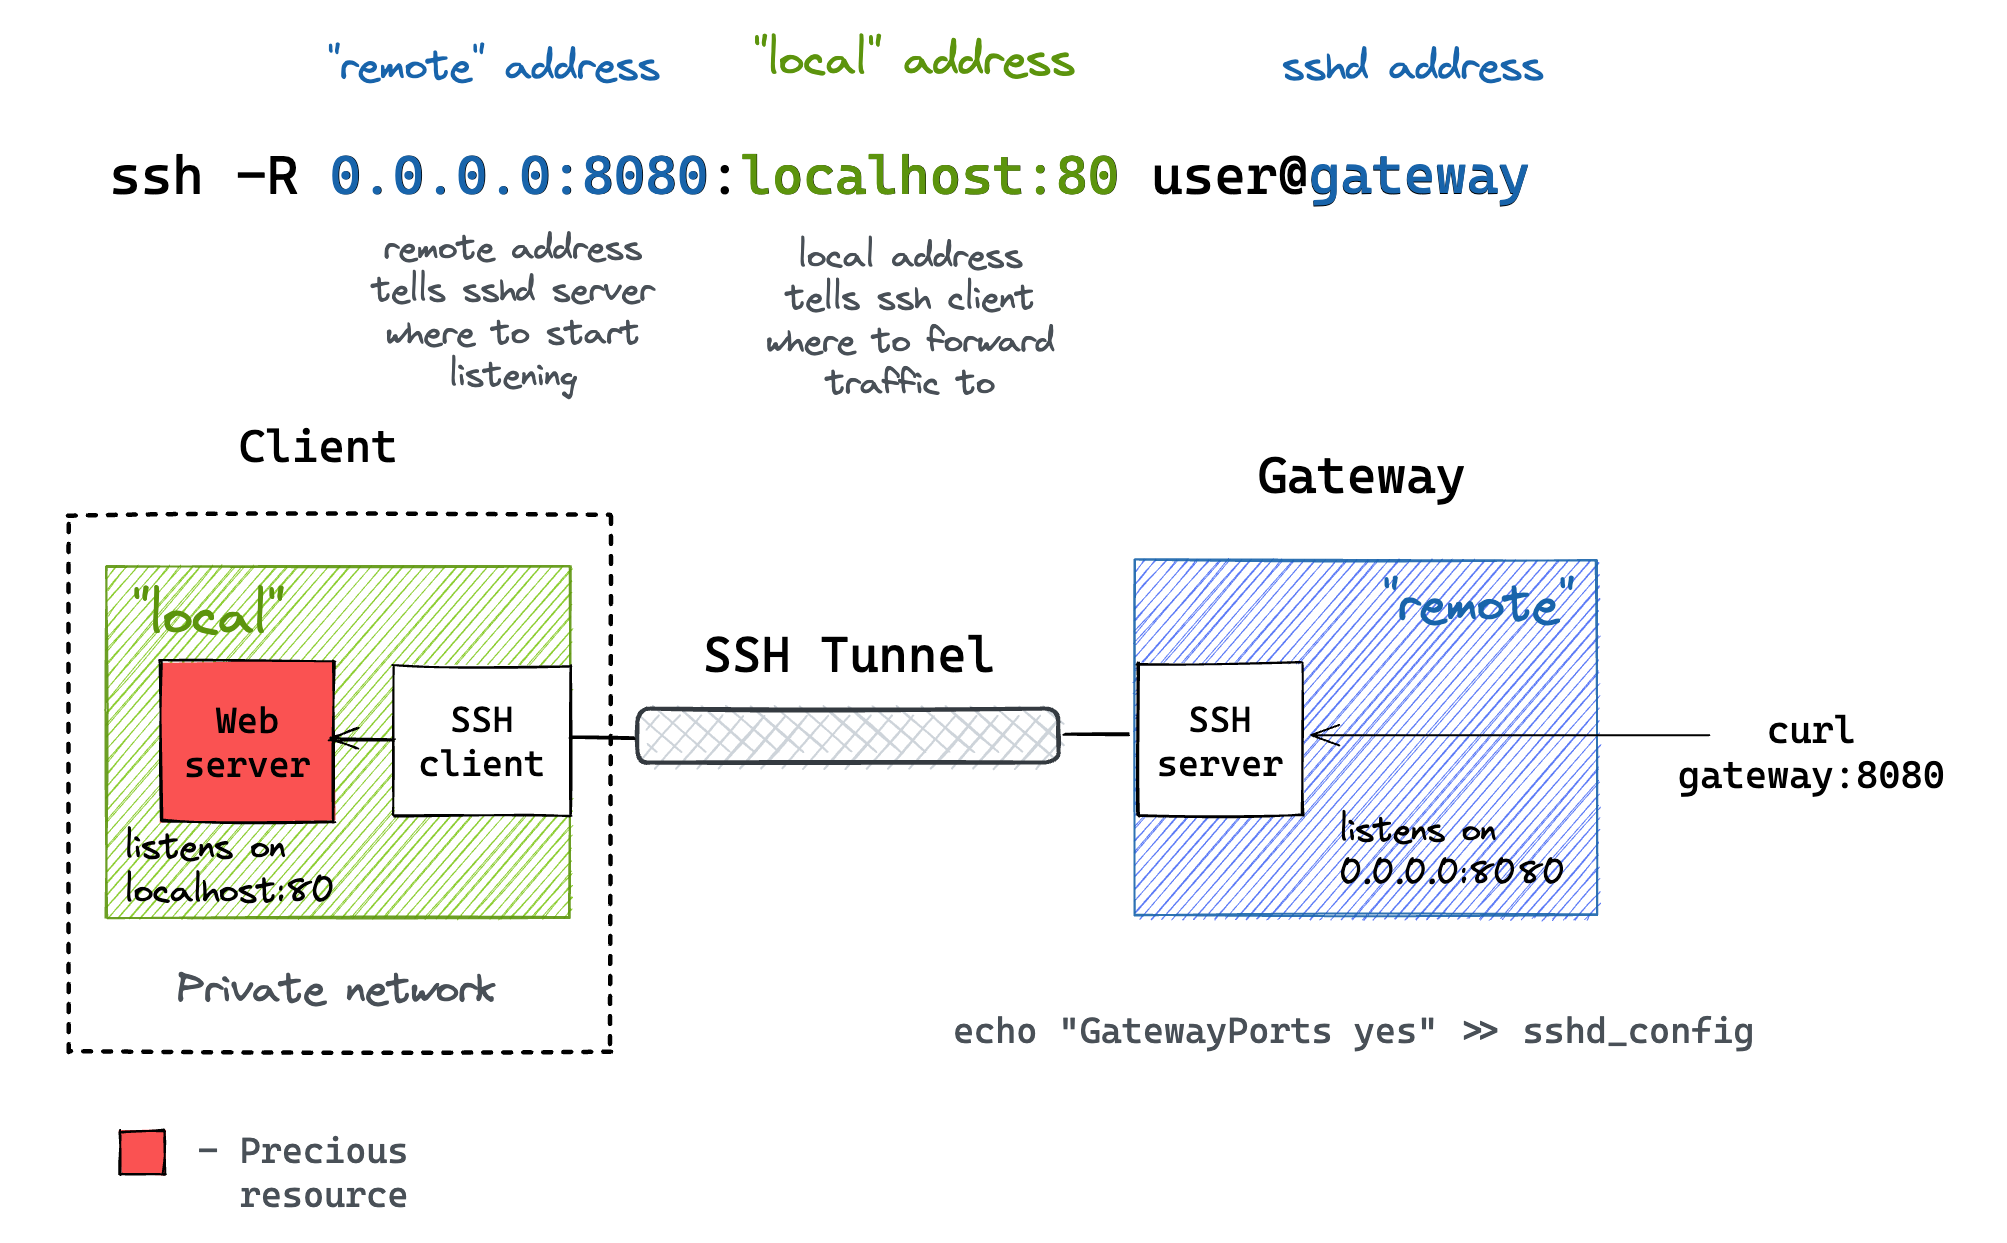 "remote" address
"local" address
sshd address
ssh -R 0.0.0.0:8080:localhost:80 user@gateway
remote address
tells sshd server
where to start
listening
local address
tells ssh client
where to forward
traffic to
Client
Gateway
"local"
"remote"
SSH Tunnel
Web
server
SSH
client
SSH
server
curl
gateway:8080
listens on
localhost:80
listens on
0.0.0.0:8080
Private network
echo "GatewayPorts yes" >> sshd_config
- Precious
resource